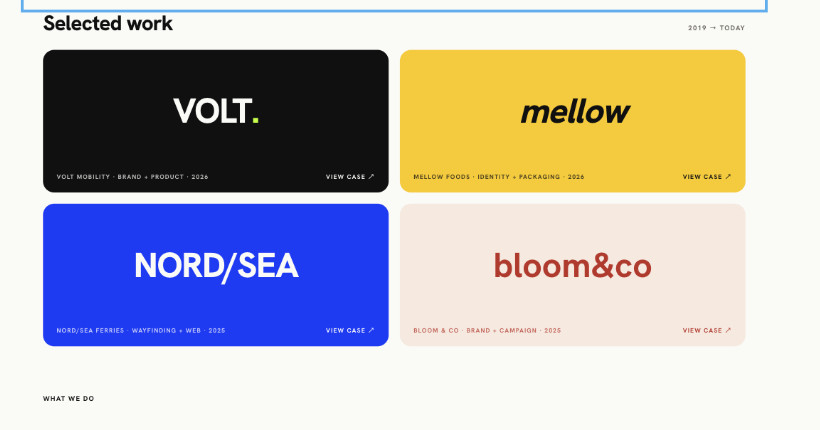 Selected work
2019 → TODAY
VOLT.
VOLT MOBILITY · BRAND + PRODUCT · 2026
VIEW CASE ↗
mellow
MELLOW FOODS · IDENTITY + PACKAGING · 2026
VIEW CASE ↗
NORD/SEA
NORD/SEA FERRIES · WAYFINDING + WEB · 2025
VIEW CASE ↗
bloom&co
BLOOM & CO · BRAND + CAMPAIGN · 2025
VIEW CASE ↗
WHAT WE DO